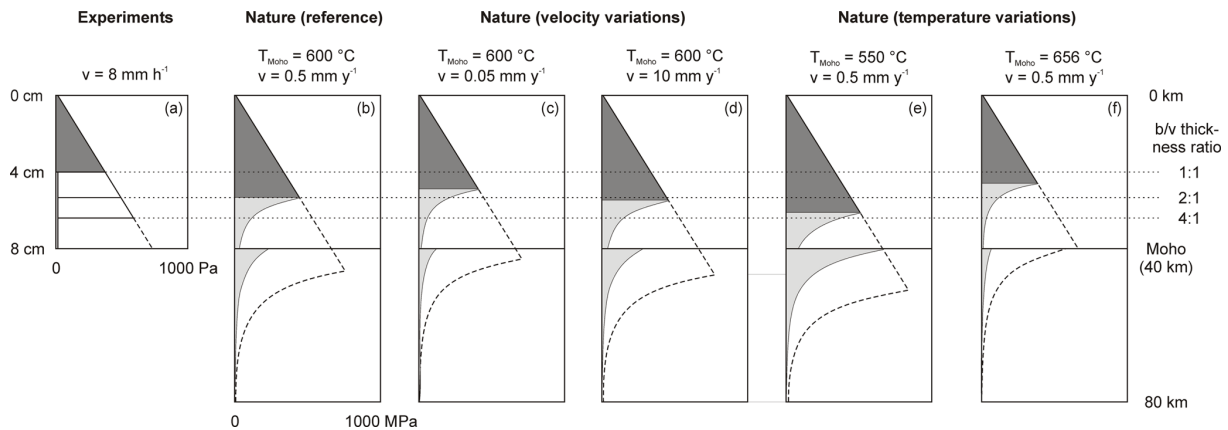 Experiments
Nature (reference)
Nature (velocity variations)
Nature (temperature variations)
v = 8 mm h⁻¹
T_Moho = 600 °C
v = 0.5 mm y⁻¹
T_Moho = 600 °C
v = 0.05 mm y⁻¹
T_Moho = 600 °C
v = 10 mm y⁻¹
T_Moho = 550 °C
v = 0.5 mm y⁻¹
T_Moho = 656 °C
v = 0.5 mm y⁻¹
0 cm
(a)
(b)
(c)
(d)
(e)
(f)
0 km
b/v thick-
ness ratio
4 cm
1:1
2:1
4:1
8 cm
Moho
(40 km)
0
1000 Pa
80 km
0
1000 MPa